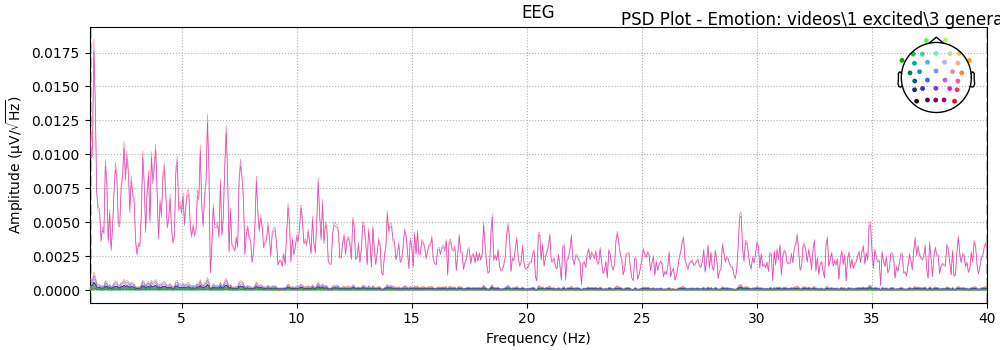 EEG
PSD Plot - Emotion: videos\1 excited\3 genera
0.0175
0.0150
0.0125
0.0100
0.0075
0.0050
0.0025
0.0000
Amplitude (µV/√Hz)
5 10 15 20 25 30 35 40
Frequency (Hz)